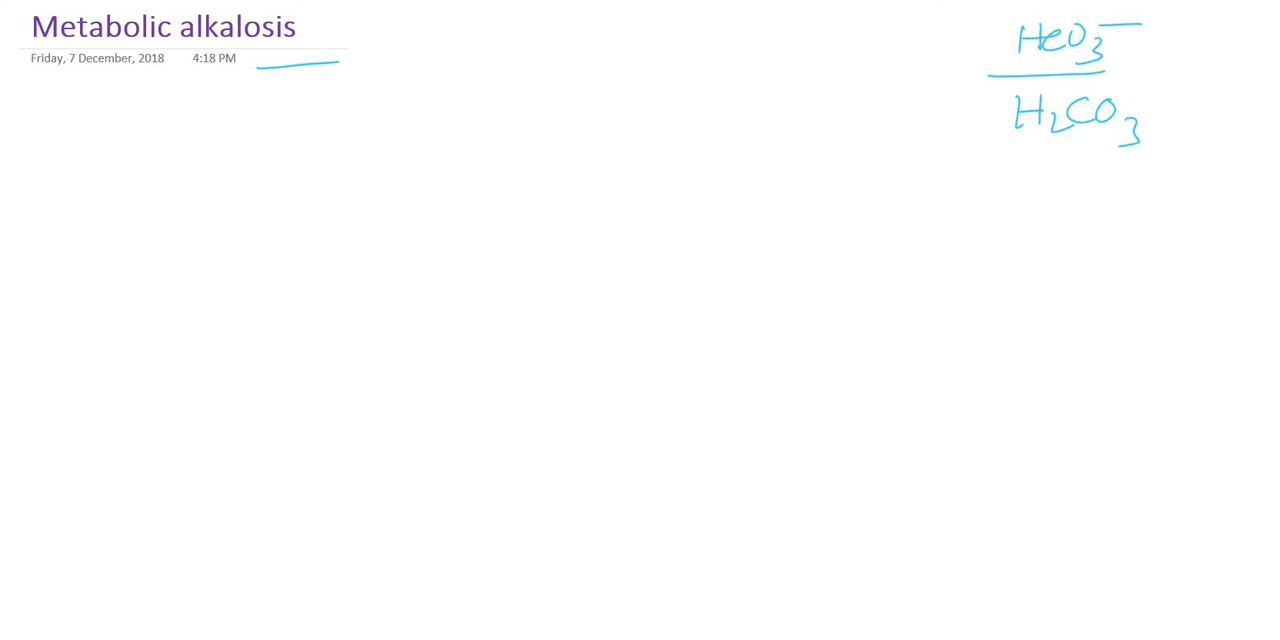 Metabolic alkalosis
Friday, 7 December, 2018 4:18 PM
HCO₃⁻
H₂CO₃